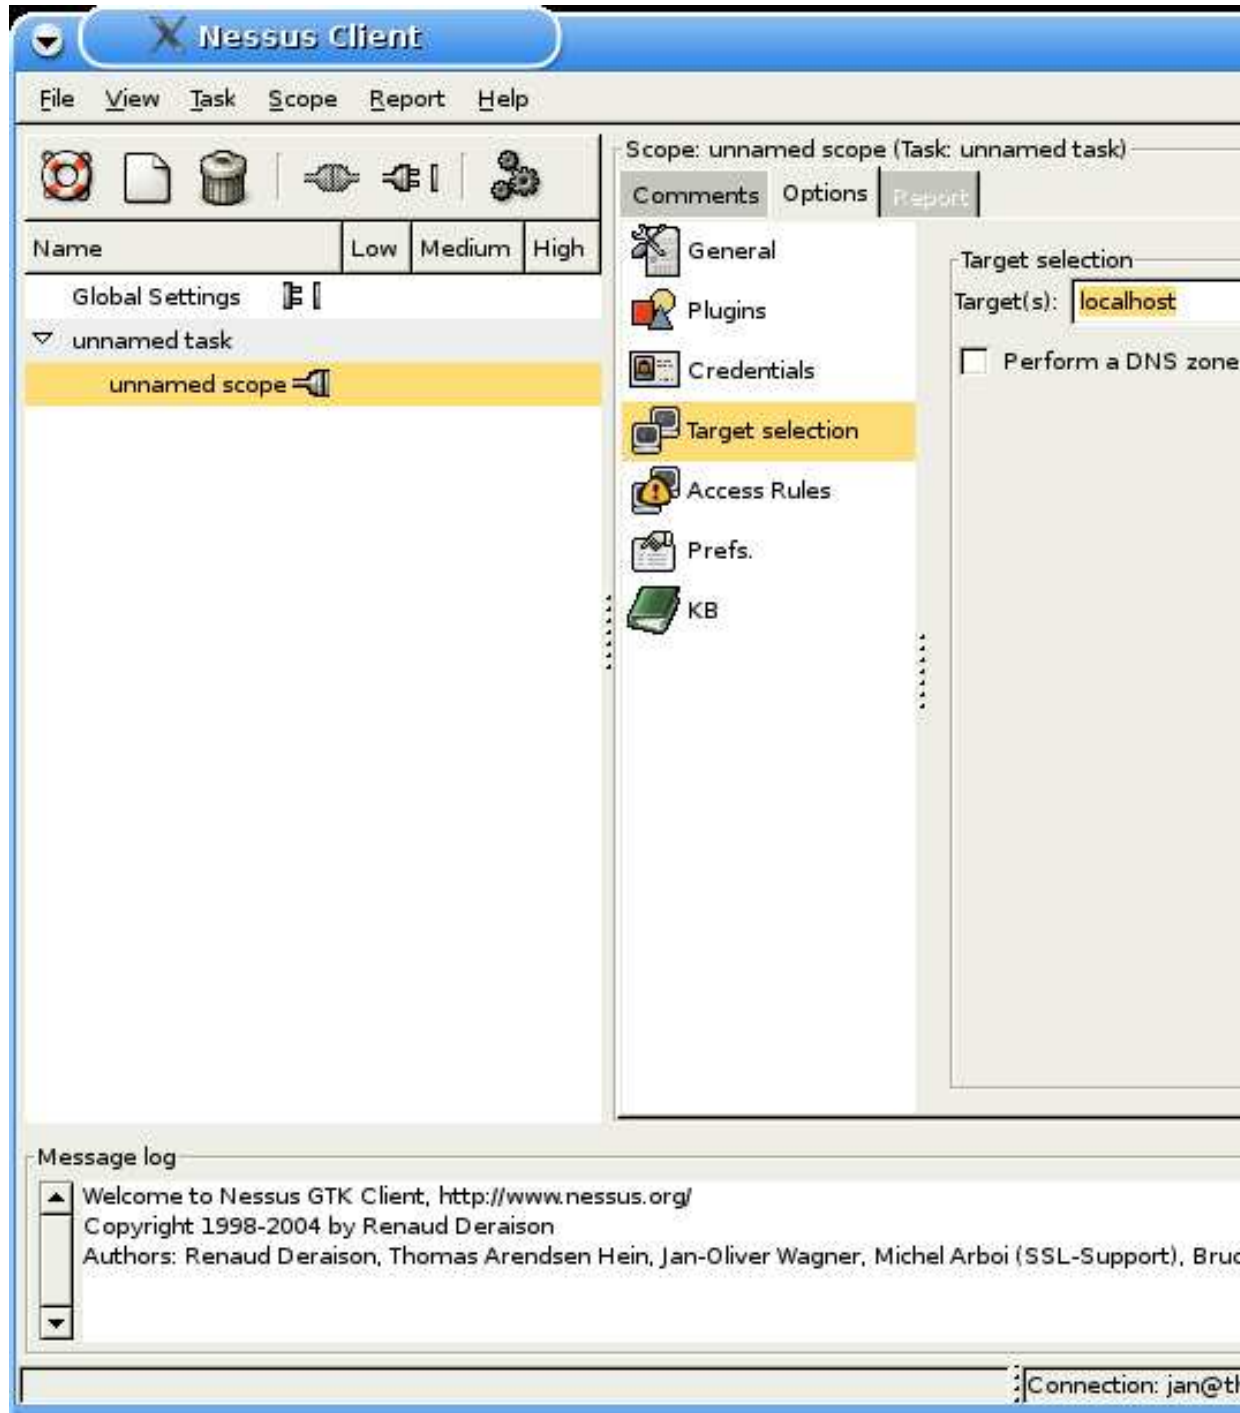 Nessus Client
File View Task Scope Report Help
Scope: unnamed scope (Task: unnamed task)
Comments Options Report
Name Low Medium High
Global Settings
unnamed task
unnamed scope
General
Plugins
Credentials
Target selection
Access Rules
Prefs.
KB
Target selection
Target(s): localhost
Perform a DNS zone
Message log
Welcome to Nessus GTK Client, http://www.nessus.org/
Copyright 1998-2004 by Renaud Deraison
Authors: Renaud Deraison, Thomas Arendsen Hein, Jan-Oliver Wagner, Michel Arboi (SSL-Support), Bruc
Connection: jan@th